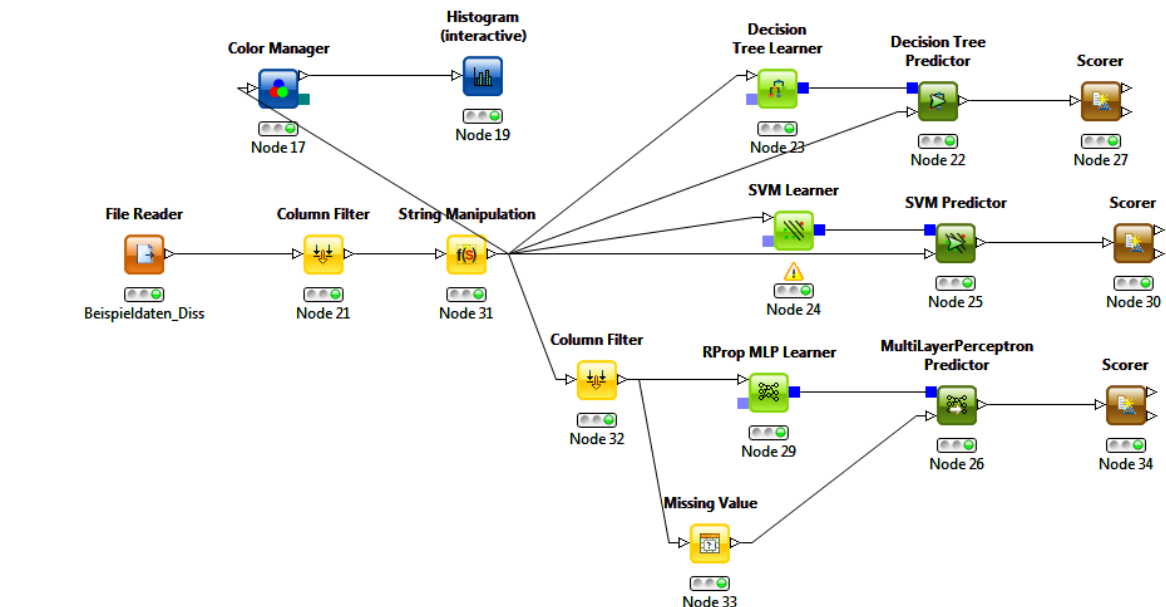 Histogram
(interactive)
Color Manager
Node 17
Node 19
Decision
Tree Learner
Node 23
Decision Tree
Predictor
Node 22
Scorer
Node 27
File Reader
Beispieldaten_Diss
Column Filter
Node 21
String Manipulation
f(S)
Node 31
SVM Learner
Node 24
SVM Predictor
Node 25
Scorer
Node 30
Column Filter
Node 32
RProp MLP Learner
Node 29
MultiLayerPerceptron
Predictor
Node 26
Scorer
Node 34
Missing Value
?
Node 33